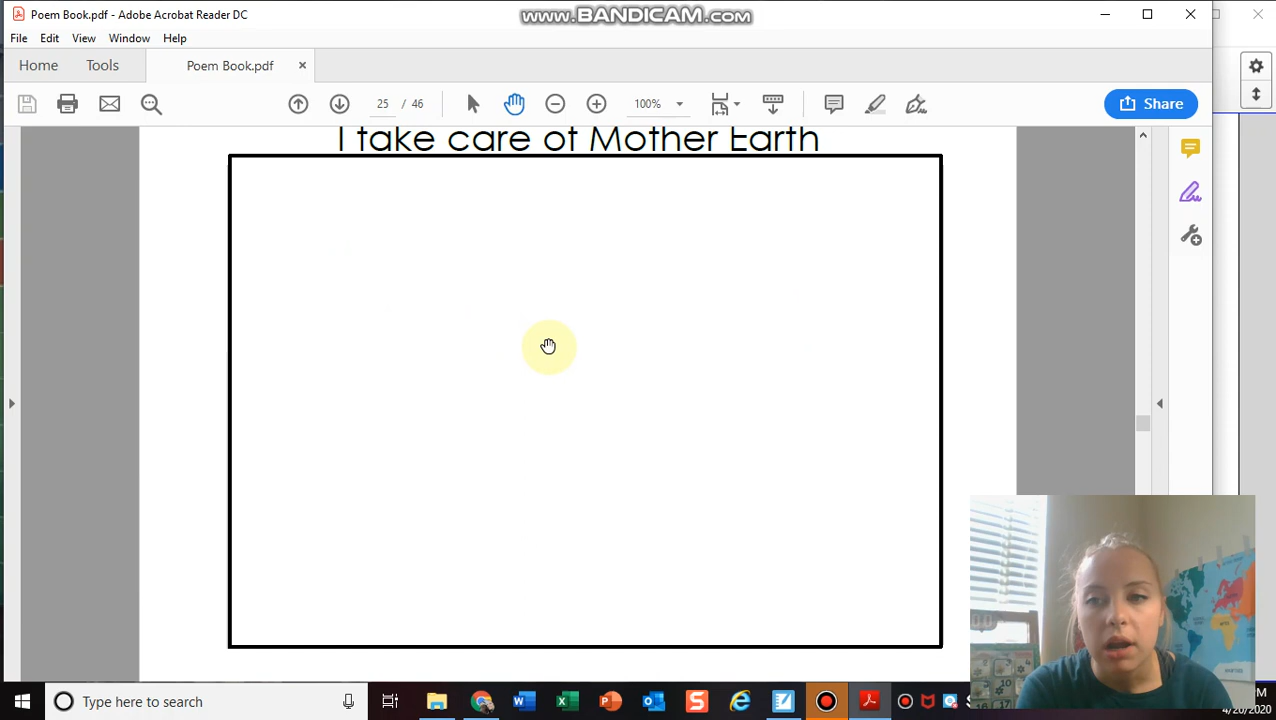 Poem Book.pdf - Adobe Acrobat Reader DC
www.BANDICAM.com
File Edit View Window Help
Home Tools Poem Book.pdf ×
25 / 46 100% Share
I take care of Mother Earth
Type here to search
4/20/2020